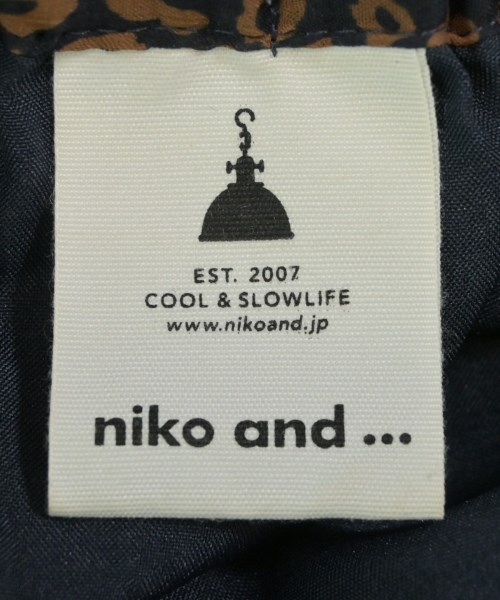 EST. 2007
COOL & SLOWLIFE
www.nikoand.jp
niko and ...